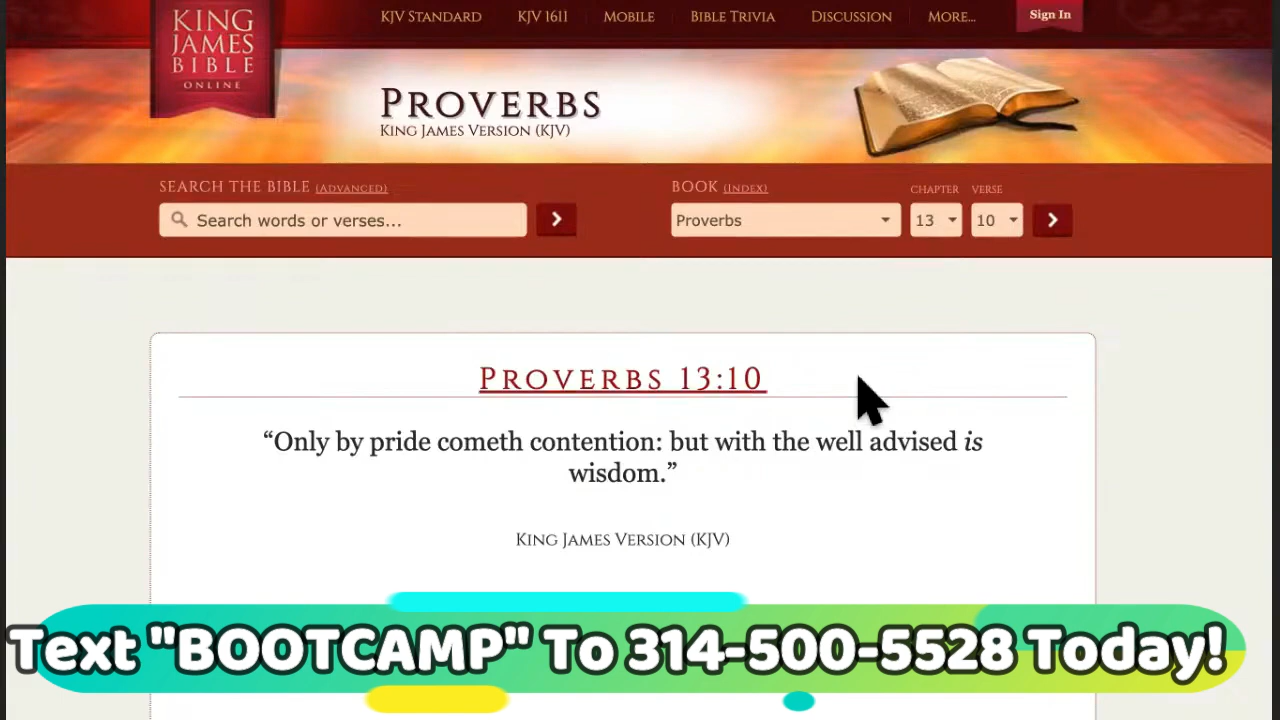 KING
JAMES
BIBLE
ONLINE
KJV STANDARD KJV 1611 MOBILE BIBLE TRIVIA DISCUSSION MORE... Sign In
PROVERBS
KING JAMES VERSION (KJV)
SEARCH THE BIBLE (ADVANCED)
Search words or verses...
BOOK (INDEX) CHAPTER VERSE
Proverbs 13 10
PROVERBS 13:10
“Only by pride cometh contention: but with the well advised is
wisdom.”
KING JAMES VERSION (KJV)
Text "BOOTCAMP" To 314-500-5528 Today!